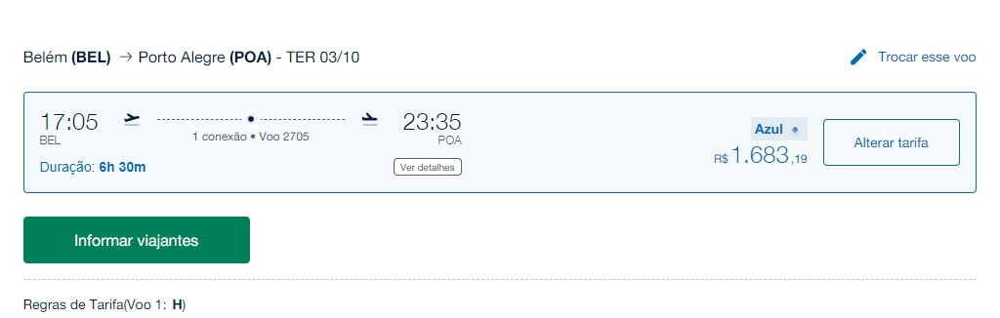 Belém (BEL) → Porto Alegre (POA) - TER 03/10
Trocar esse voo
17:05
23:35
BEL
1 conexão • Voo 2705
POA
Duração: 6h 30m
Ver detalhes
Azul
R$ 1.683,19
Alterar tarifa
Informar viajantes
Regras de Tarifa(Voo 1: H)